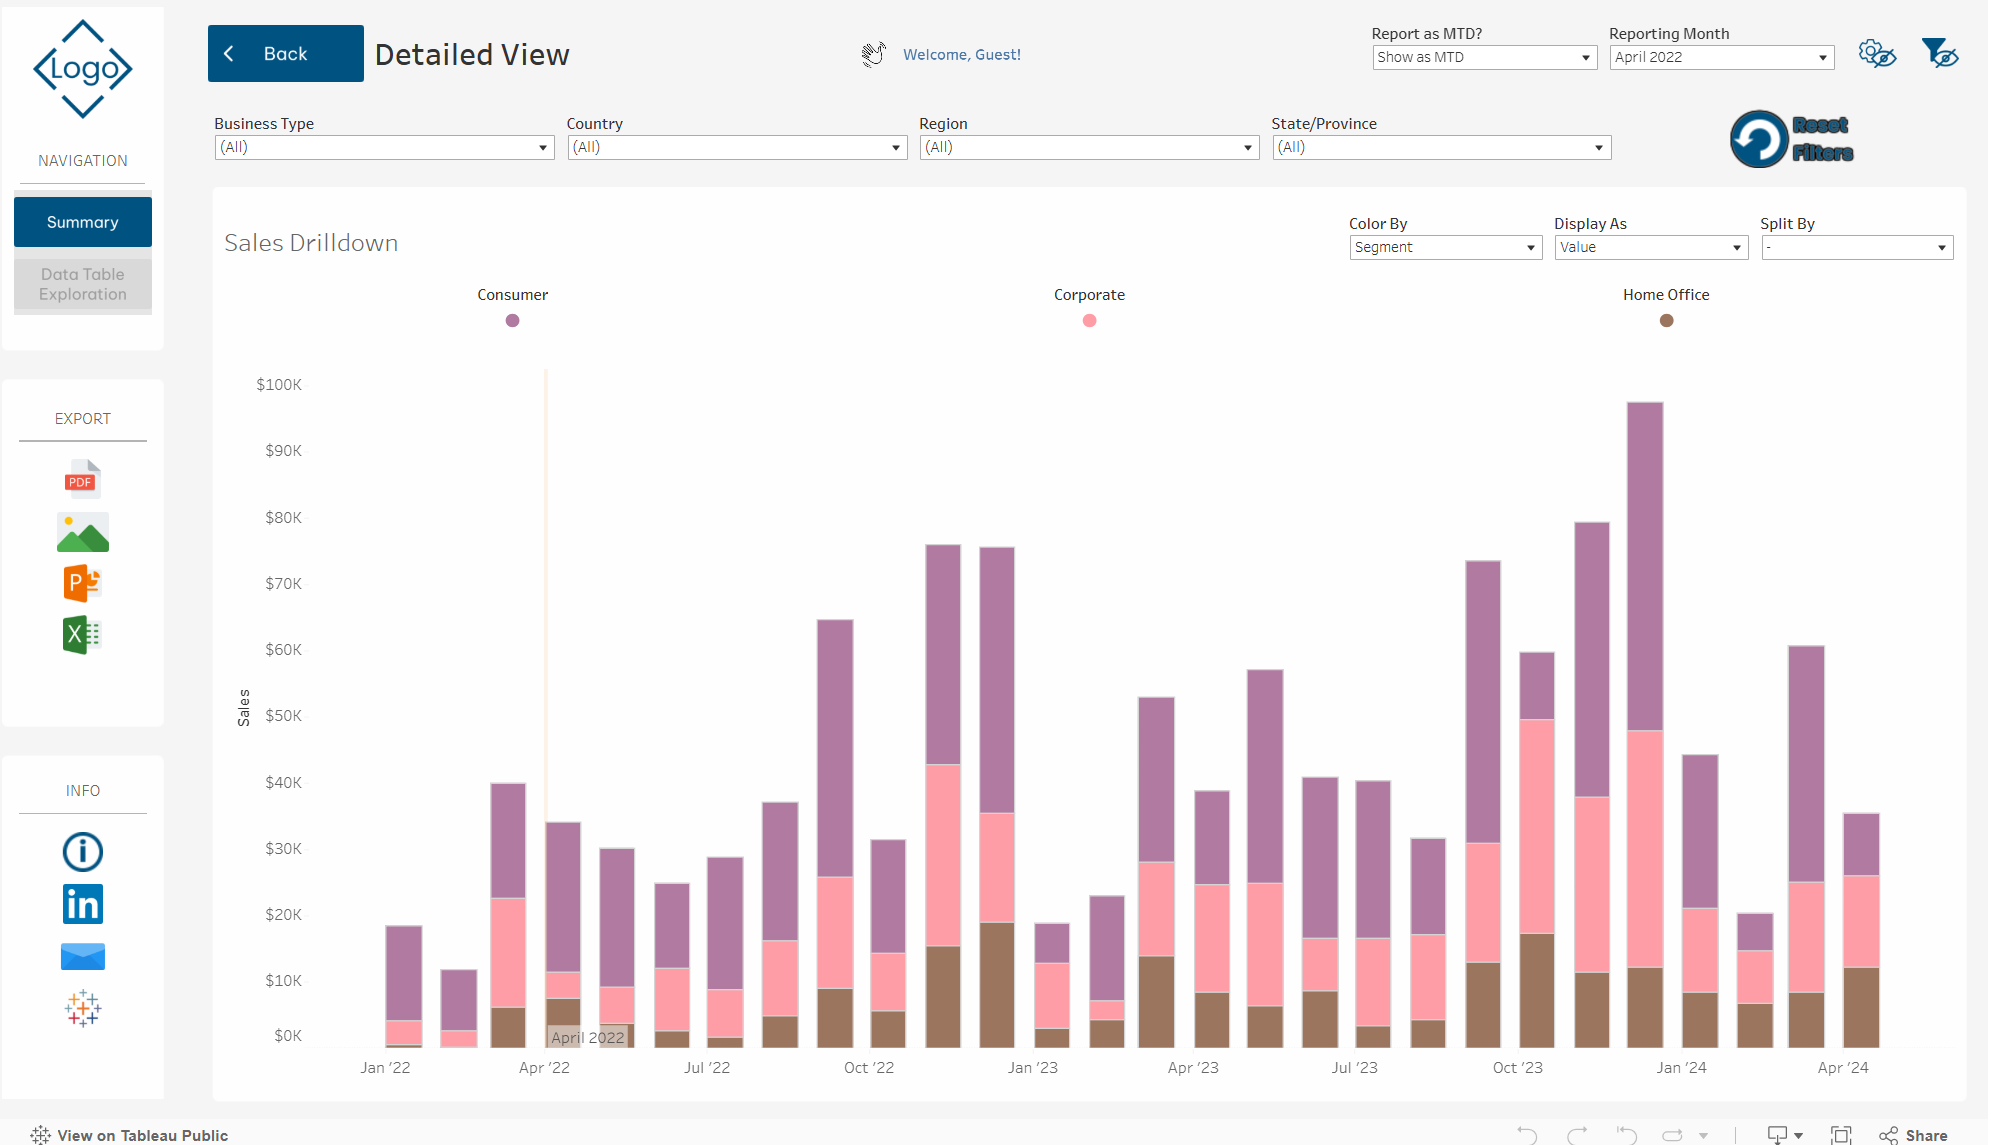 Logo
Back
Detailed View
Welcome, Guest!
Report as MTD?
Show as MTD
Reporting Month
April 2022
Business Type
(All)
Country
(All)
Region
(All)
State/Province
(All)
Reset
Filters
NAVIGATION
Summary
Data Table
Exploration
EXPORT
PDF
P
X
INFO
i
in
Sales Drilldown
Color By
Segment
Display As
Value
Split By
-
Consumer
Corporate
Home Office
$100K
$90K
$80K
$70K
$60K
$50K
$40K
$30K
$20K
$10K
$0K
Sales
April 2022
Jan '22
Apr '22
Jul '22
Oct '22
Jan '23
Apr '23
Jul '23
Oct '23
Jan '24
Apr '24
View on Tableau Public
Share